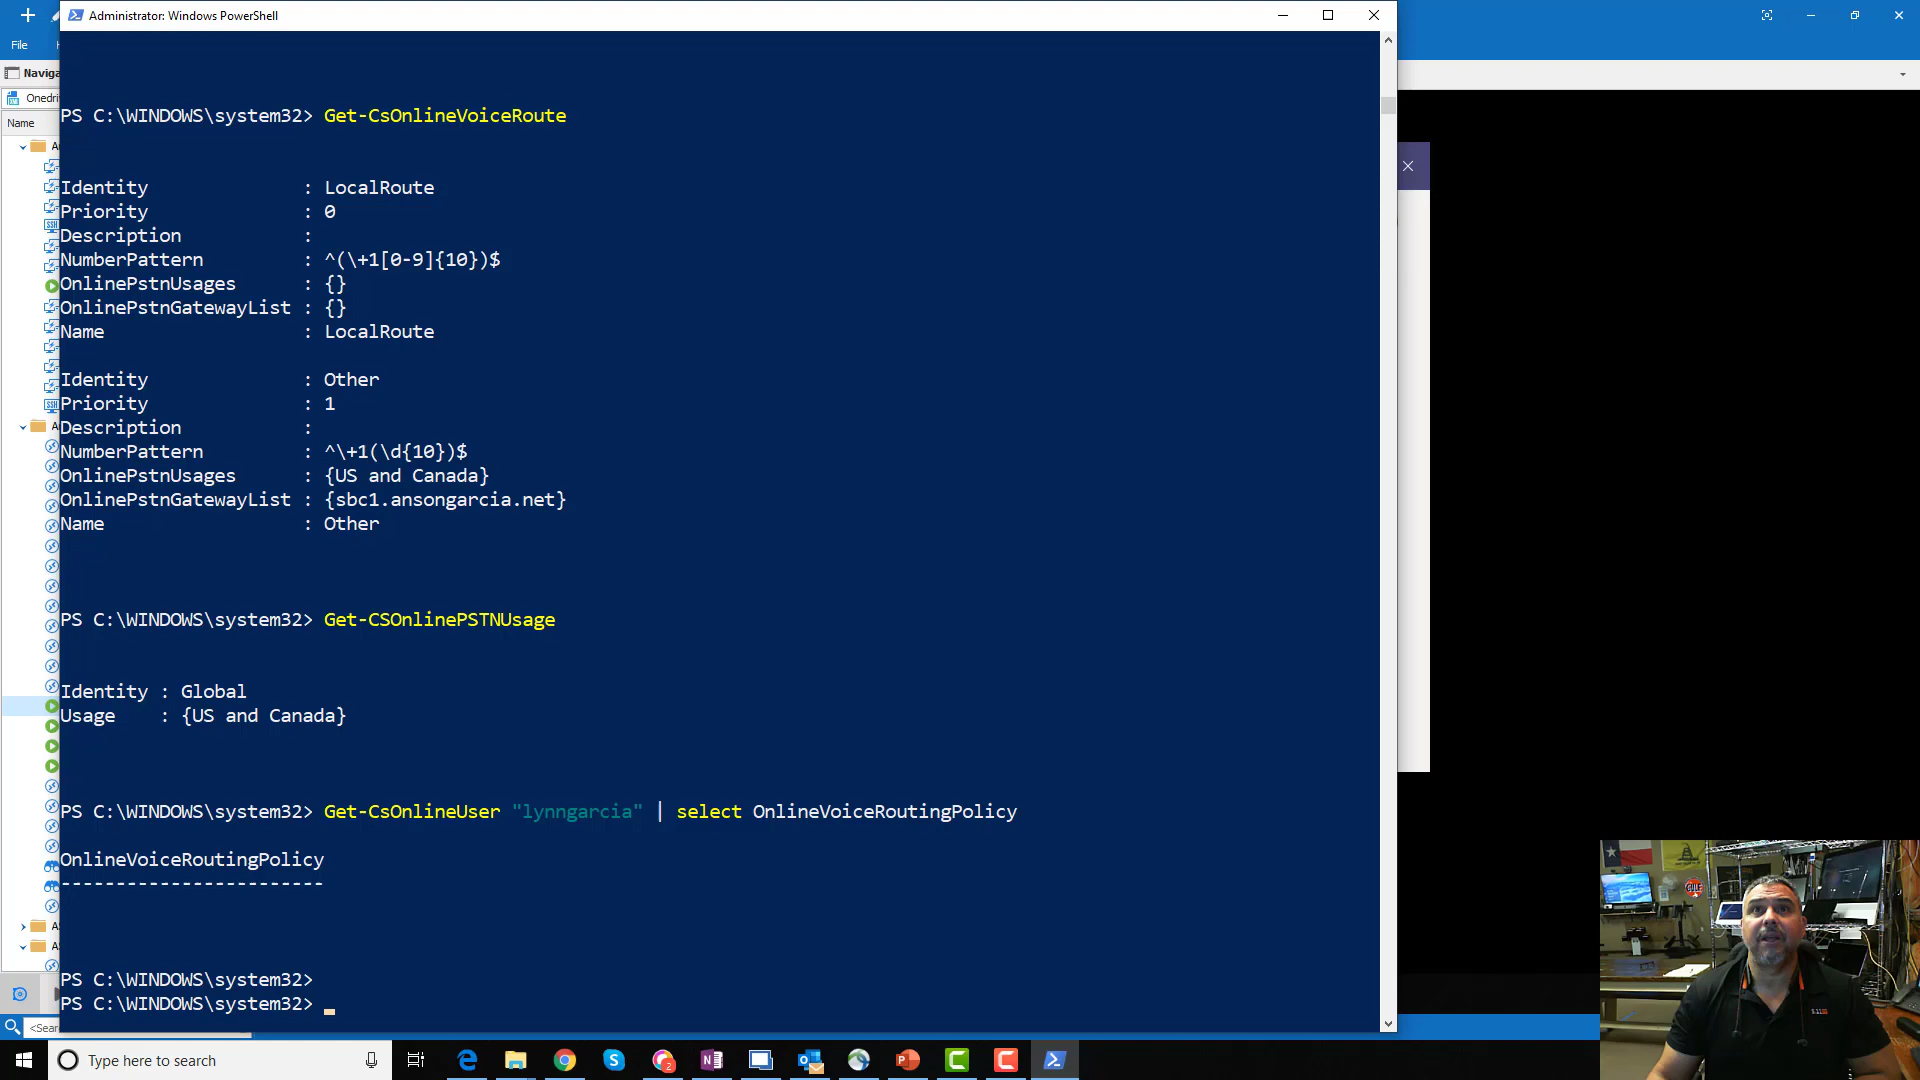 Administrator: Windows PowerShell
File
Naviga
Onedri
Name
PS C:\WINDOWS\system32> Get-CsOnlineVoiceRoute
Identity : LocalRoute
Priority : 0
Description :
NumberPattern : ^(\+1[0-9]{10})$
OnlinePstnUsages : {}
OnlinePstnGatewayList : {}
Name : LocalRoute
Identity : Other
Priority : 1
Description :
NumberPattern : ^\+1(\d{10})$
OnlinePstnUsages : {US and Canada}
OnlinePstnGatewayList : {sbc1.ansongarcia.net}
Name : Other
PS C:\WINDOWS\system32> Get-CSOnlinePSTNUsage
Identity : Global
Usage : {US and Canada}
PS C:\WINDOWS\system32> Get-CsOnlineUser "lynngarcia" | select OnlineVoiceRoutingPolicy
OnlineVoiceRoutingPolicy
------------------------
PS C:\WINDOWS\system32>
PS C:\WINDOWS\system32>
<Sear
Type here to search